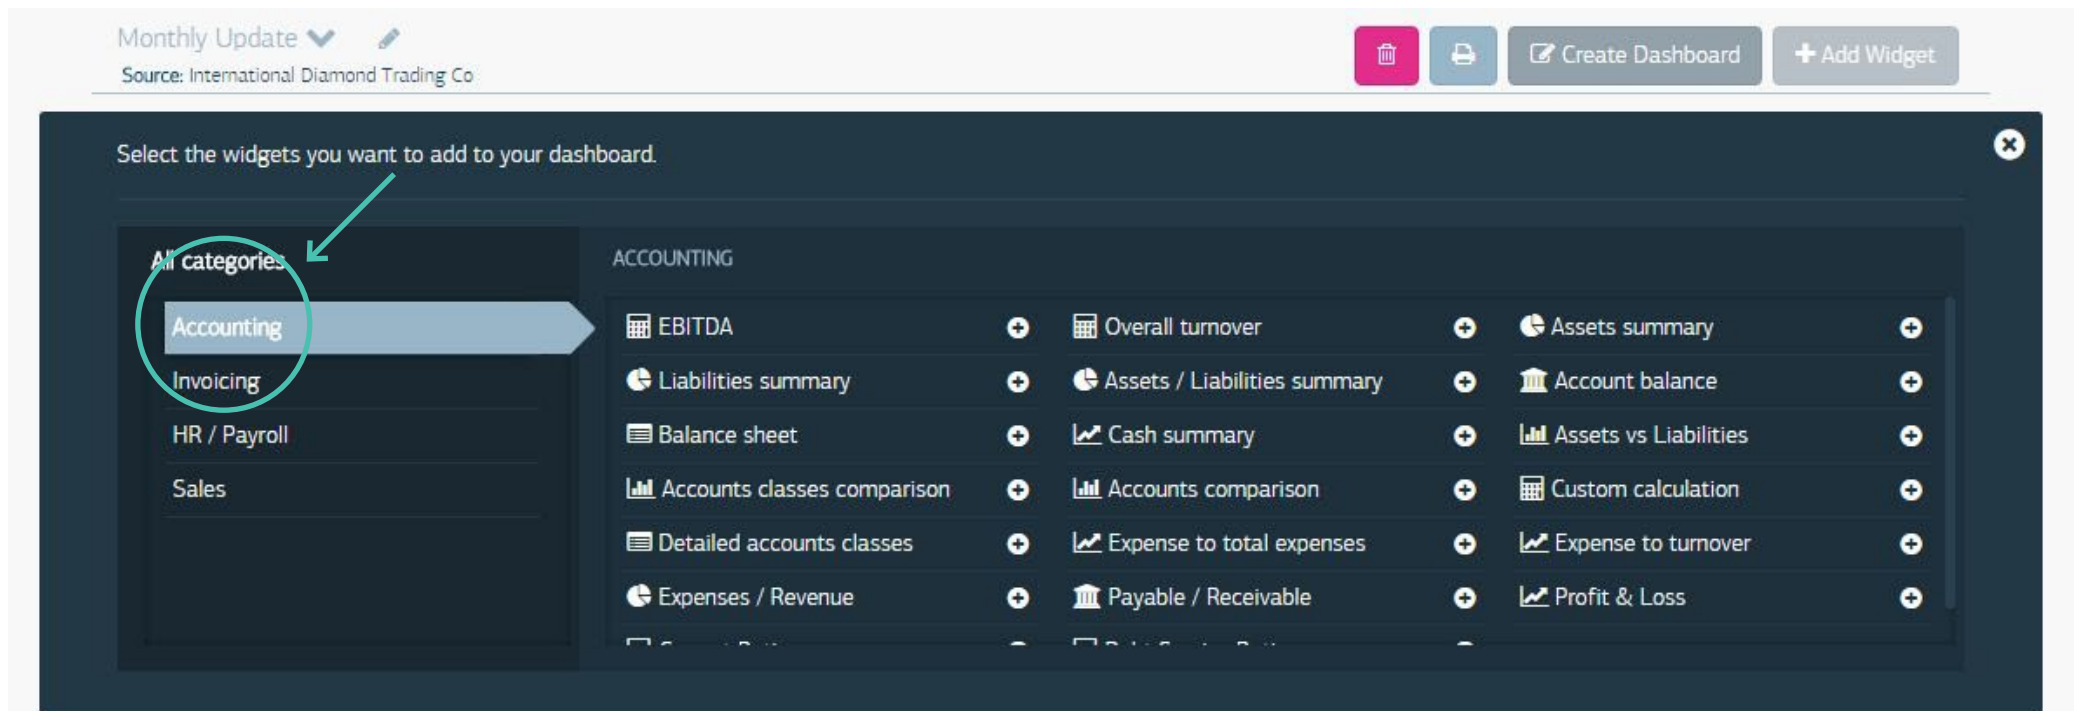 Monthly Update
Source: International Diamond Trading Co
Create Dashboard
Add Widget
Select the widgets you want to add to your dashboard.
All categories
Accounting
Invoicing
HR / Payroll
Sales
ACCOUNTING
EBITDA
Overall turnover
Assets summary
Liabilities summary
Assets / Liabilities summary
Account balance
Balance sheet
Cash summary
Assets vs Liabilities
Accounts classes comparison
Accounts comparison
Custom calculation
Detailed accounts classes
Expense to total expenses
Expense to turnover
Expenses / Revenue
Payable / Receivable
Profit & Loss